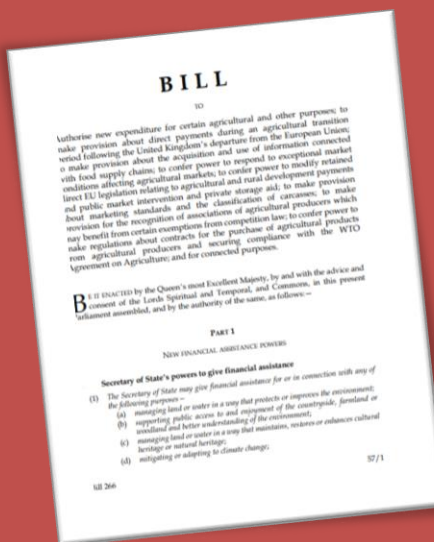 BILL
TO
Authorise new expenditure for certain agricultural and other purposes; to
make provision about direct payments during an agricultural transition
period following the United Kingdom's departure from the European Union;
to make provision about the acquisition and use of information connected
with food supply chains; to confer power to respond to exceptional market
conditions affecting agricultural markets; to confer power to modify retained
direct EU legislation relating to agricultural and rural development payments
and public market intervention and private storage aid; to make provision
about marketing standards and the classification of carcasses; to make
provision for the recognition of associations of agricultural producers which
may benefit from certain exemptions from competition law; to confer power to
make regulations about contracts for the purchase of agricultural products
from agricultural producers and securing compliance with the WTO
Agreement on Agriculture; and for connected purposes.
BE IT ENACTED by the Queen's most Excellent Majesty, by and with the advice and
consent of the Lords Spiritual and Temporal, and Commons, in this present
Parliament assembled, and by the authority of the same, as follows:—
PART 1
NEW FINANCIAL ASSISTANCE POWERS
Secretary of State's powers to give financial assistance
(1) The Secretary of State may give financial assistance for or in connection with any of
the following purposes—
(a) managing land or water in a way that protects or improves the environment;
(b) supporting public access to and enjoyment of the countryside, farmland or
woodland and better understanding of the environment;
(c) managing land or water in a way that maintains, restores or enhances cultural
heritage or natural heritage;
(d) mitigating or adapting to climate change;
Bill 266
57/1